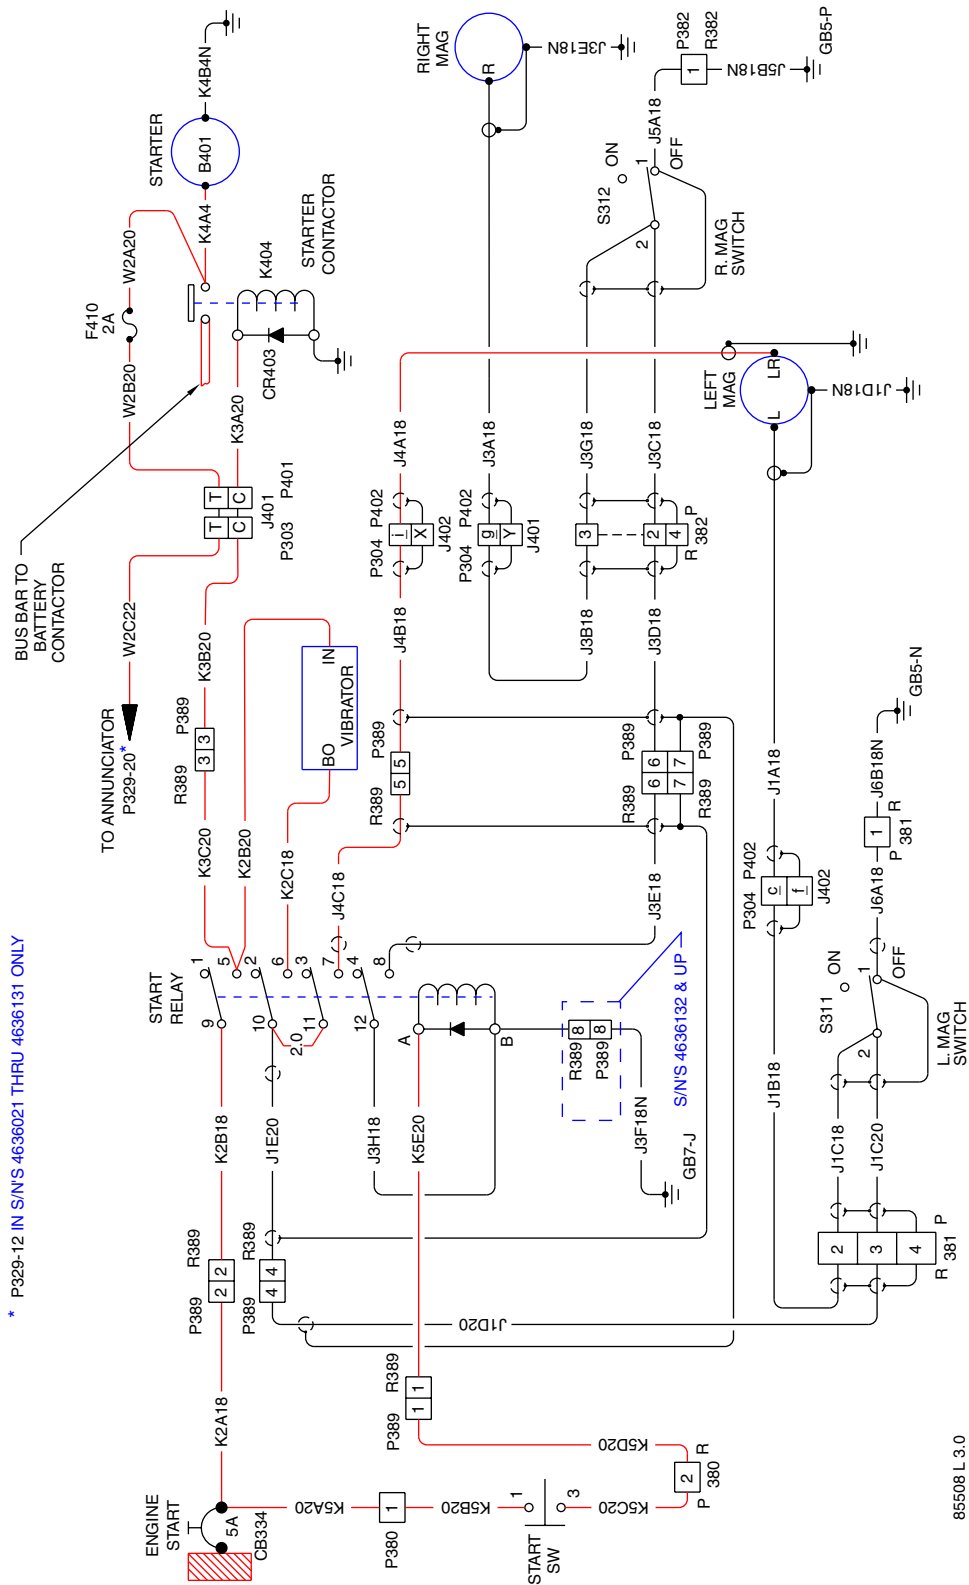 * P329-12 IN S/N'S 4636021 THRU 4636131 ONLY
ENGINE
START
5A
CB334
K2A18
P389
2 2
R389
K2B18
9
START
RELAY
1
5
K3C20
R389
3 3
P389
K3B20
TO ANNUNCIATOR
P329-20*
W2C22
BUS BAR TO
BATTERY
CONTACTOR
T T
C C
P303
J401
P401
W2B20
F410
2A
W2A20
K3A20
CR403
K404
STARTER
CONTACTOR
K4A4
STARTER
B401
K4B4N
K2B20
IN
BO
VIBRATOR
K2C18
P389
4 4
R389
J1E20
10
2
6
2.0
11
3
7
12
4
8
J4C18
J1D20
J3H18
A
B
K5E20
P389
1 1
R389
K5D20
K5A20
P380
1
K5B20
1
START
SW
3
K5C20
2
P
R
380
R389
5 5
P389
J4B18
P304
P402
i
X
J402
J4A18
RIGHT
MAG
R
J3E18N
P304
P402
g
Y
J401
J3A18
J3B18
3
J3G18
J3E18
R389
6 6
P389
R389
7 7
P389
J3D18
2
4
R
P
382
J3C18
R. MAG
SWITCH
2
S312
ON
1
OFF
J5A18
P382
1
R382
J5B18N
GB5-P
R389
8 8
P389
S/N'S 4636132 & UP
J3F18N
GB7-J
LEFT
MAG
L
LR
J1D18N
J1A18
P304
P402
c
f
J402
J1B18
2
3
4
R
P
381
J1C18
J1C20
2
S311
ON
1
OFF
L. MAG
SWITCH
J6A18
1
P
R
381
J6B18N
GB5-N
85508 L 3.0